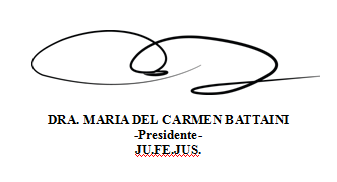 DRA. MARIA DEL CARMEN BATTAINI
-Presidente-
JU.FE.JUS.